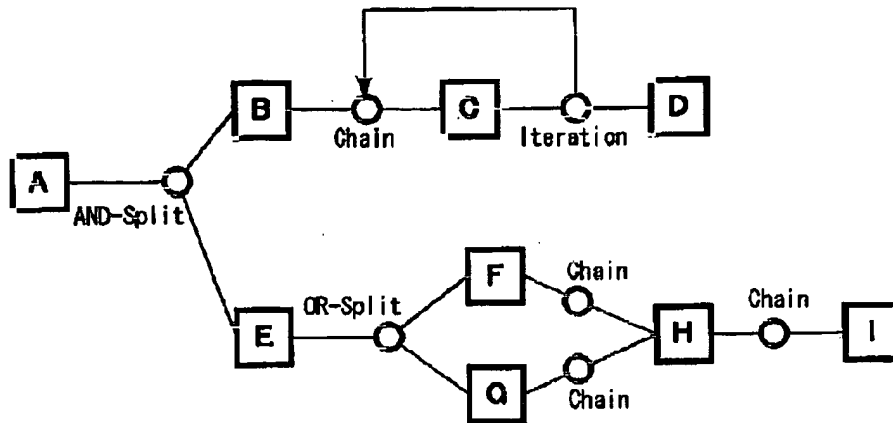 B
C
D
Chain
Iteration
A
AND-Split
F
Chain
E
OR-Split
H
Chain
I
G
Chain